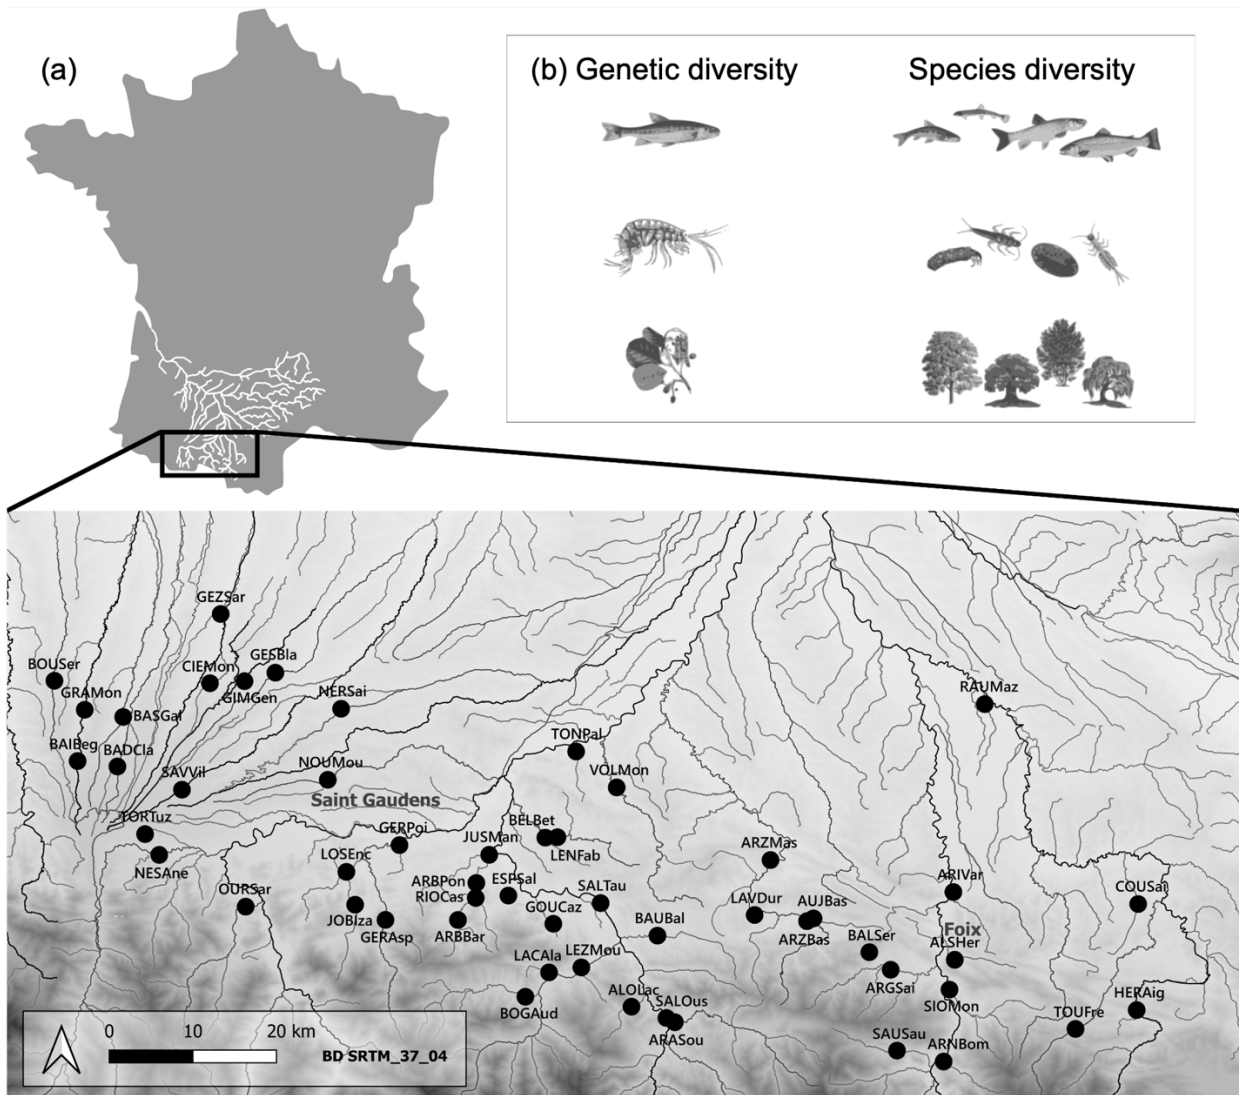 (a)
(b) Genetic diversity
Species diversity
GEZSar
BOUSer
CIEMon
GESBla
GRAMon
GIMGen
NERSai
RAUMaz
BASGal
BAIBeg
BADCla
TONPal
SAVVil
NOUMou
VOLMon
Saint Gaudens
TORTuz
BELBet
GERPoi
JUSMan
LOSEnc
LENFab
ARZMas
NESAne
ARBPon
ESPSal
SALTau
ARIVar
COUSai
OURSar
RIOCas
LAVDur
AUJBas
GOUCaz
BAUBal
JOBIza
GERAsp
ARBBar
ARZBas
Foix
BALSer
ALSHer
LACAla
LEZMou
ARGSai
ALOLac
SALOus
SIOMon
HERAig
BOGAud
TOUFre
ARASou
SAUSau
ARNBom
0 10 20 km
BD SRTM_37_04